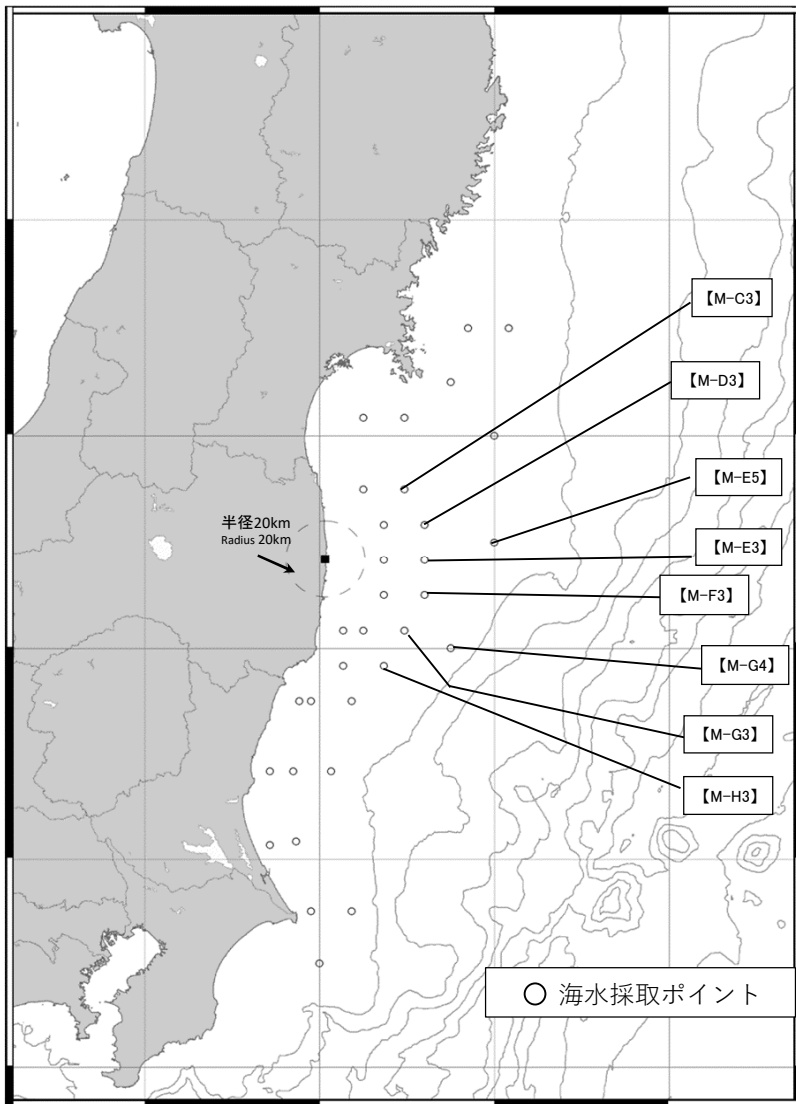 【M-C3】
【M-D3】
【M-E5】
半径20km
Radius 20km
【M-E3】
【M-F3】
【M-G4】
【M-G3】
【M-H3】
○ 海水採取ポイント